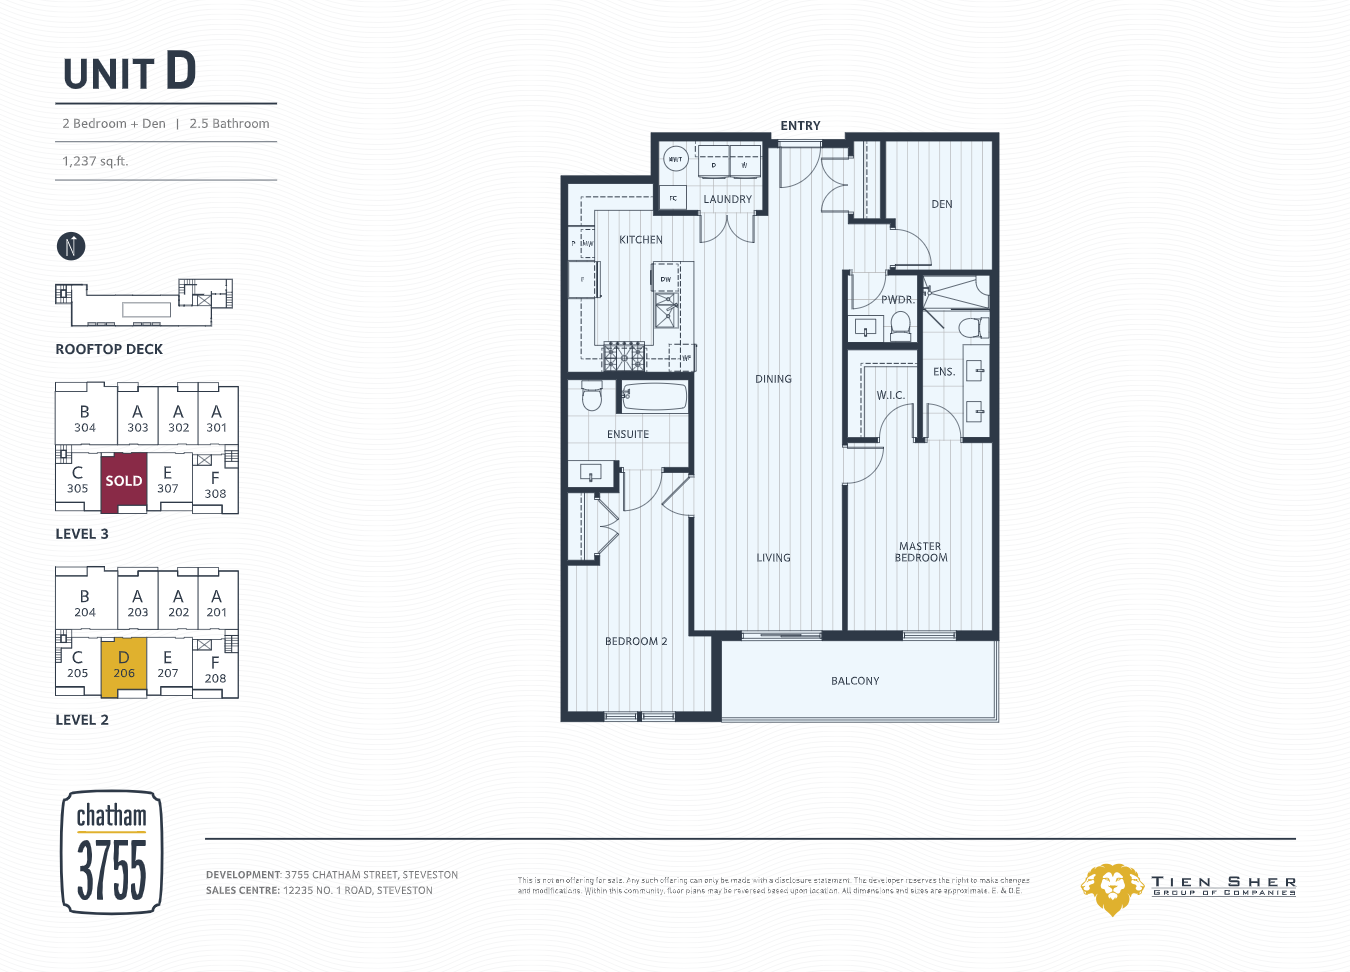 UNIT D
2 Bedroom + Den | 2.5 Bathroom
1,237 sq.ft.
N
ROOFTOP DECK
B
304
A
303
A
302
A
301
C
305
SOLD
E
307
F
308
LEVEL 3
B
204
A
203
A
202
A
201
C
205
D
206
E
207
F
208
LEVEL 2
ENTRY
HWT
D
W
FC
LAUNDRY
DEN
KITCHEN
P
MW
F
DW
PWDR.
WF
DINING
ENS.
W.I.C.
ENSUITE
LIVING
MASTER
BEDROOM
BEDROOM 2
BALCONY
chatham
3755
DEVELOPMENT: 3755 CHATHAM STREET, STEVESTON
SALES CENTRE: 12235 NO. 1 ROAD, STEVESTON
This is not an offering for sale. Any such offering can only be made with a disclosure statement. The developer reserves the right to make changes
and modifications. Within this community, floor plans may be reversed based upon location. All dimensions and sizes are approximate. E. & O.E.
TIEN SHER
GROUP OF COMPANIES